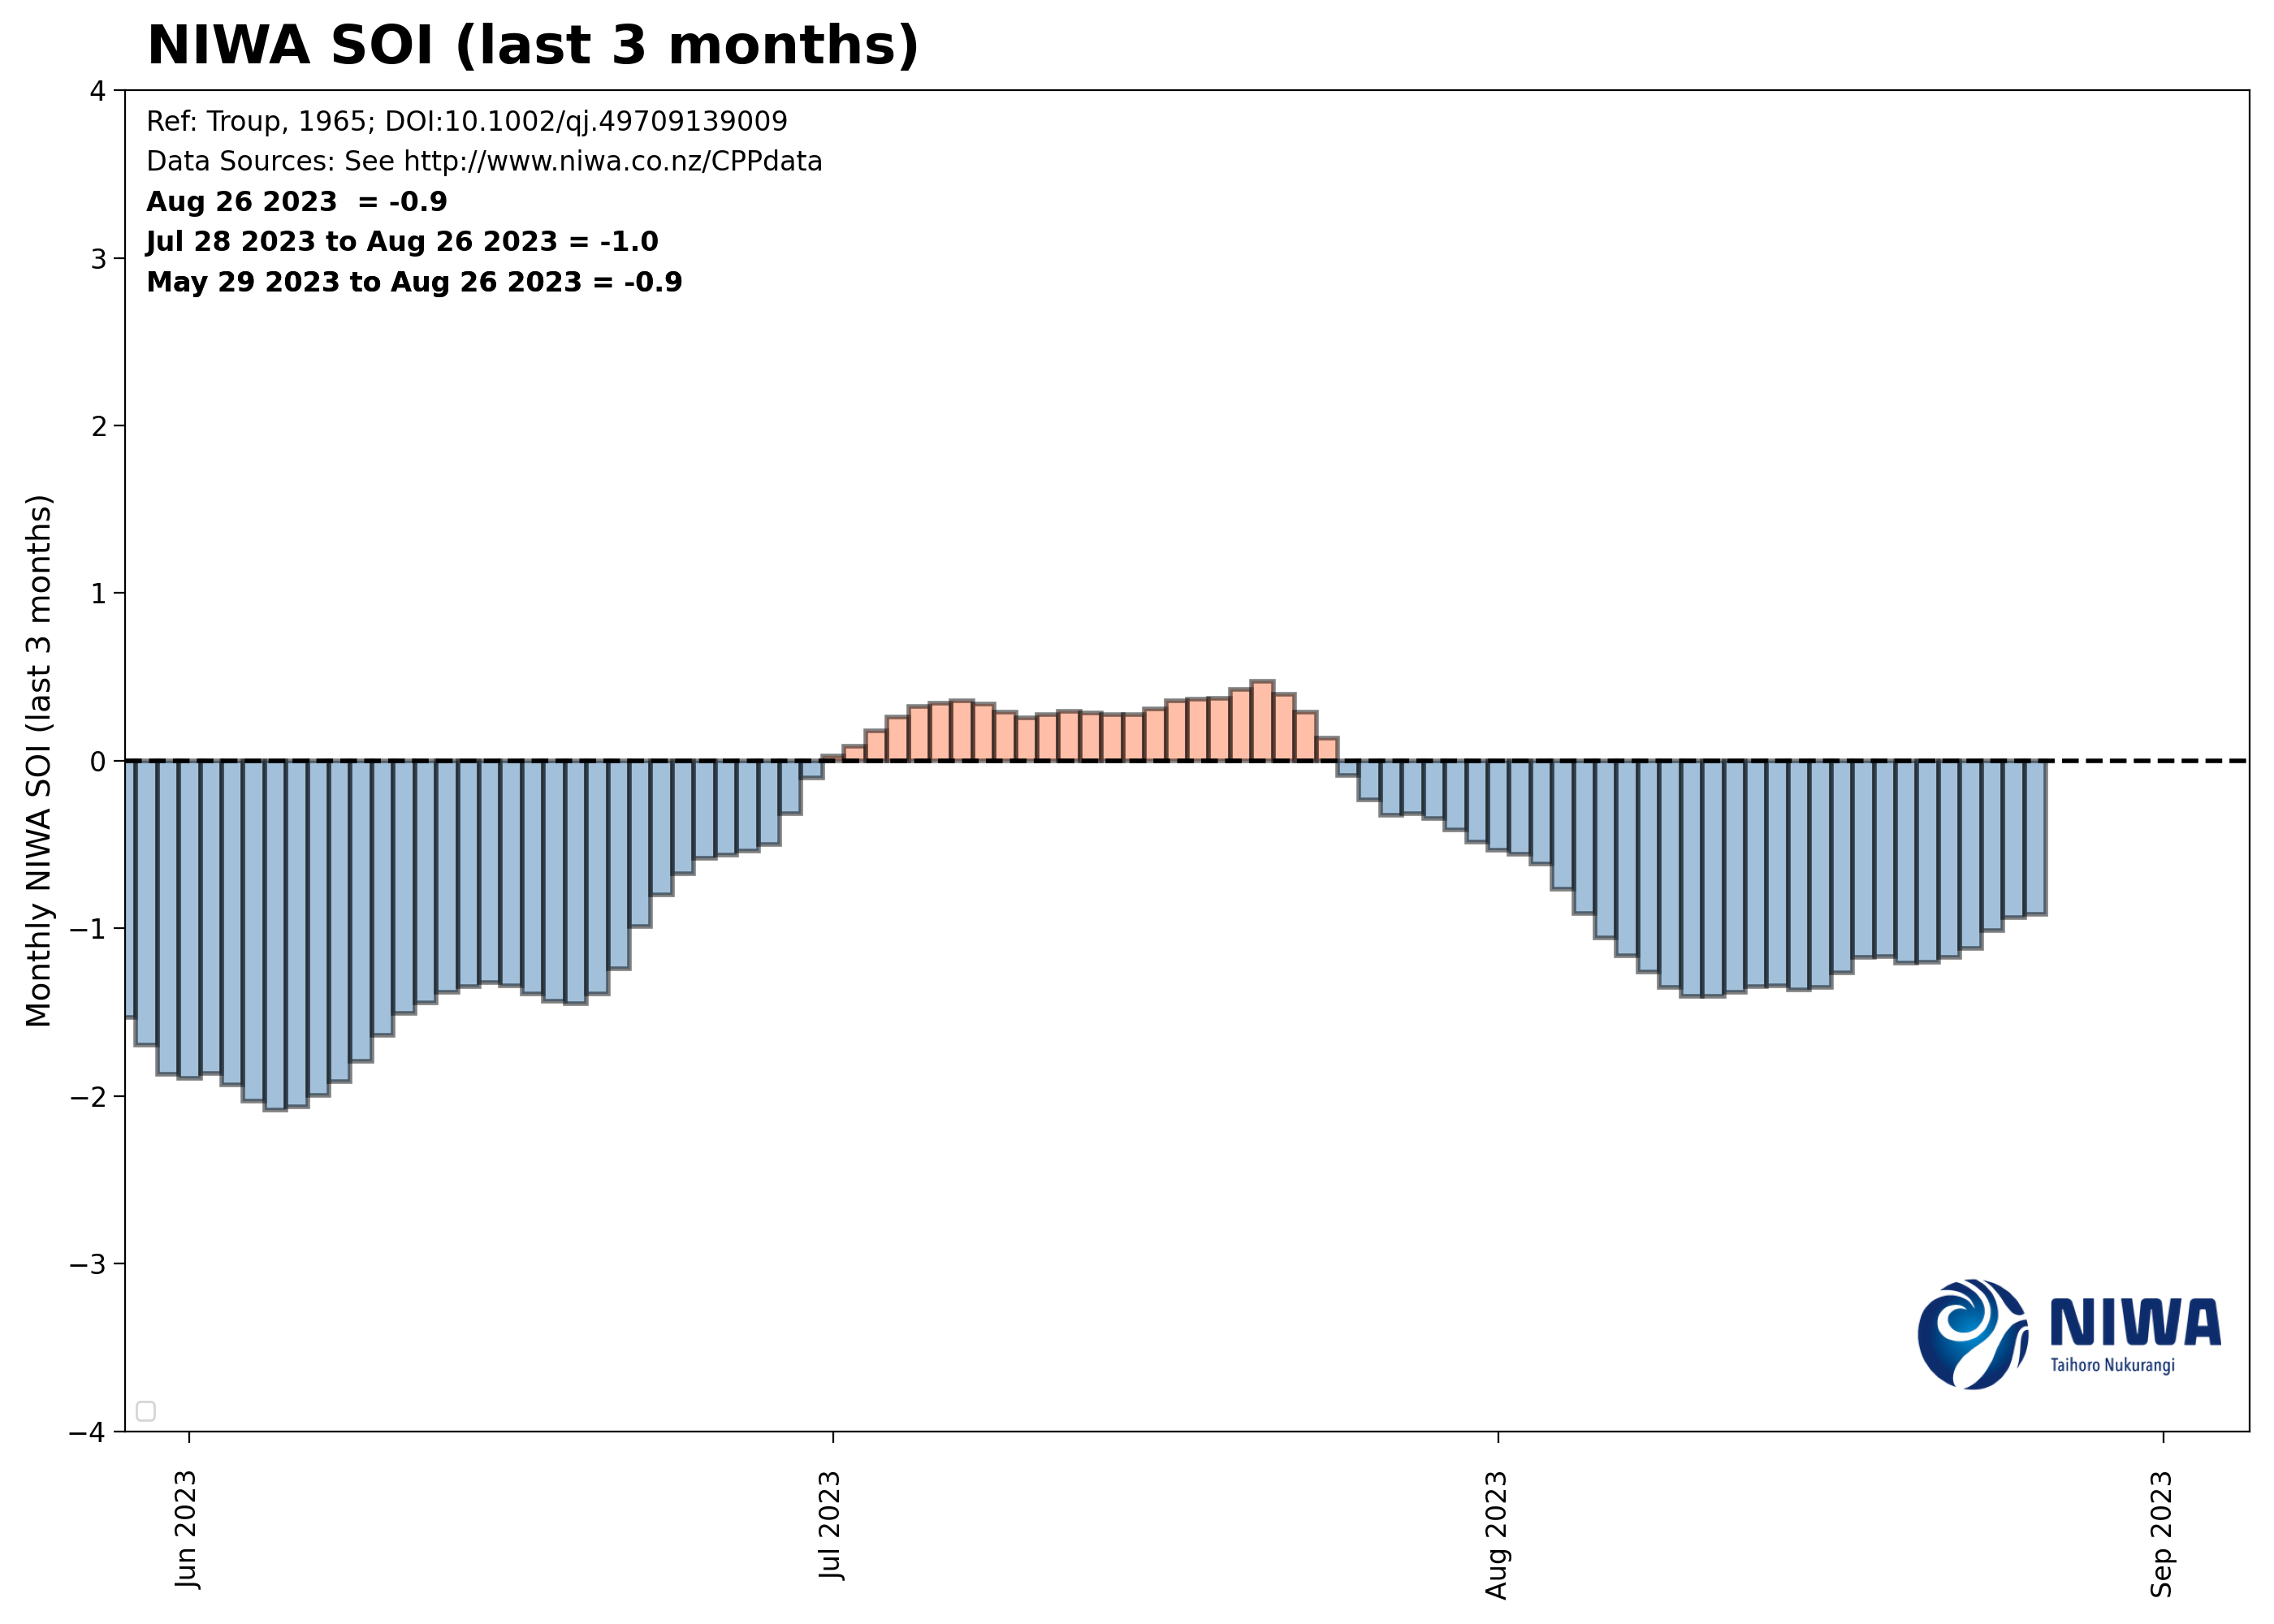 NIWA SOI (last 3 months)
Ref: Troup, 1965; DOI:10.1002/qj.49709139009
Data Sources: See http://www.niwa.co.nz/CPPdata
Aug 26 2023  = -0.9
Jul 28 2023 to Aug 26 2023 = -1.0
May 29 2023 to Aug 26 2023 = -0.9
Monthly NIWA SOI (last 3 months)
4
3
2
1
0
−1
−2
−3
−4
Jun 2023
Jul 2023
Aug 2023
Sep 2023
NIWA
Taihoro Nukurangi